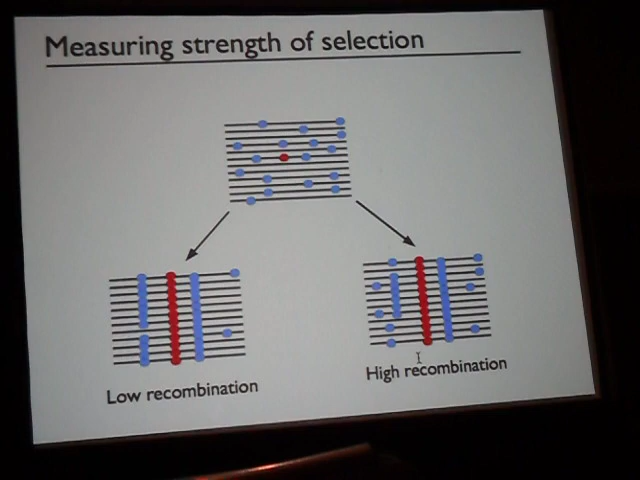 Measuring strength of selection
Low recombination
High recombination